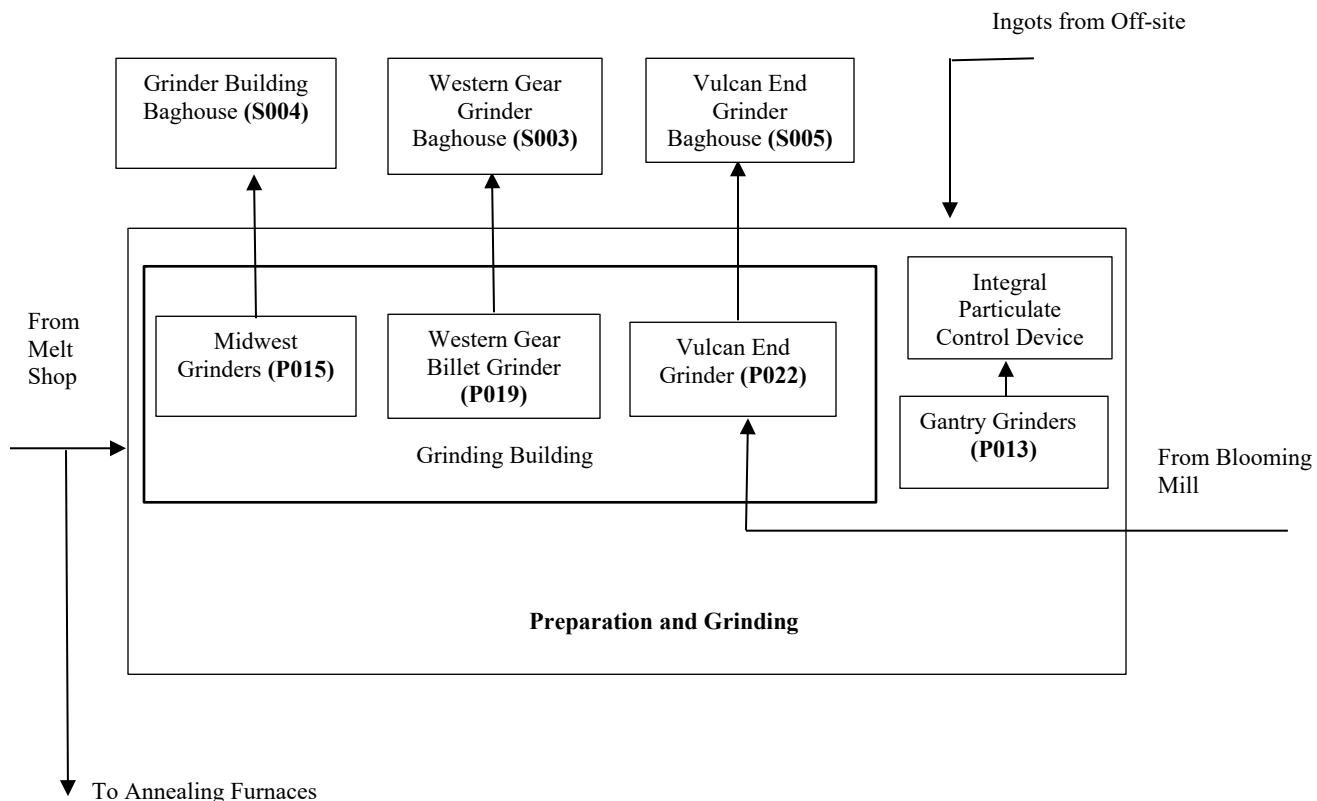 Ingots from Off-site
Grinder Building
Baghouse (S004)
Western Gear
Grinder
Baghouse (S003)
Vulcan End
Grinder
Baghouse (S005)
Integral
Particulate
Control Device
From
Melt
Shop
Midwest
Grinders (P015)
Western Gear
Billet Grinder
(P019)
Vulcan End
Grinder (P022)
Gantry Grinders
(P013)
Grinding Building
From Blooming
Mill
Preparation and Grinding
To Annealing Furnaces